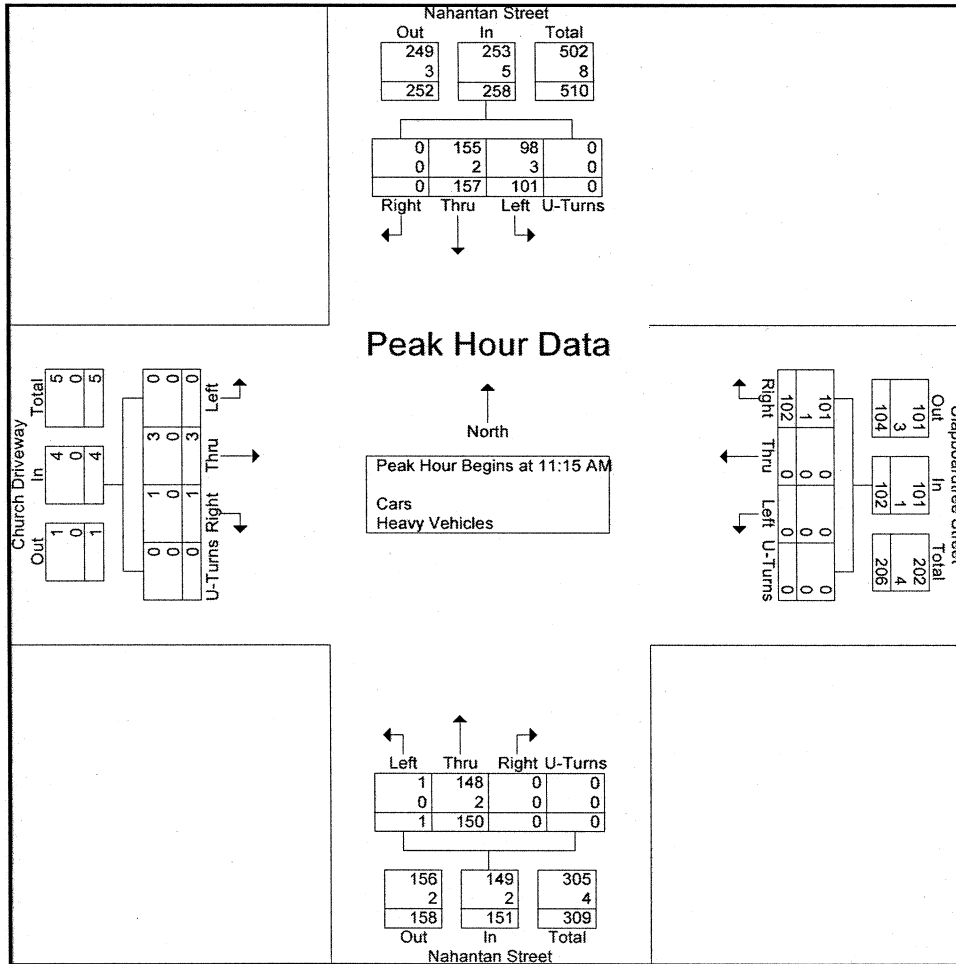 Nahantan Street
Out In Total
249 253 502
3 5 8
252 258 510
0 155 98 0
0 2 3 0
0 157 101 0
Right Thru Left U-Turns
Peak Hour Data
North
Peak Hour Begins at 11:15 AM
Cars
Heavy Vehicles
Church Driveway
Out In Total
1 4 5
0 0 0
1 4 5
0 1 3 0
0 0 0 0
0 1 3 0
U-Turns Right Thru Left
Out In Total
101 101 202
3 1 4
104 102 206
101 0 0 0
1 0 0 0
102 0 0 0
Right Thru Left U-Turns
Left Thru Right U-Turns
1 148 0 0
0 2 0 0
1 150 0 0
156 149 305
2 2 4
158 151 309
Out In Total
Nahantan Street